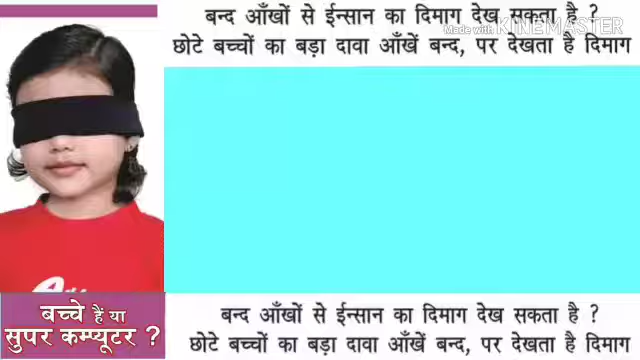 बन्द आँखों से ईन्सान का दिमाग देख सकता है ?
Made with KINEMASTER
छोटे बच्चों का बड़ा दावा आँखें बन्द, पर देखता है दिमाग
बच्चे हैं या
सुपर कम्प्यूटर ?
बन्द आँखों से ईन्सान का दिमाग देख सकता है ?
छोटे बच्चों का बड़ा दावा आँखें बन्द, पर देखता है दिमाग